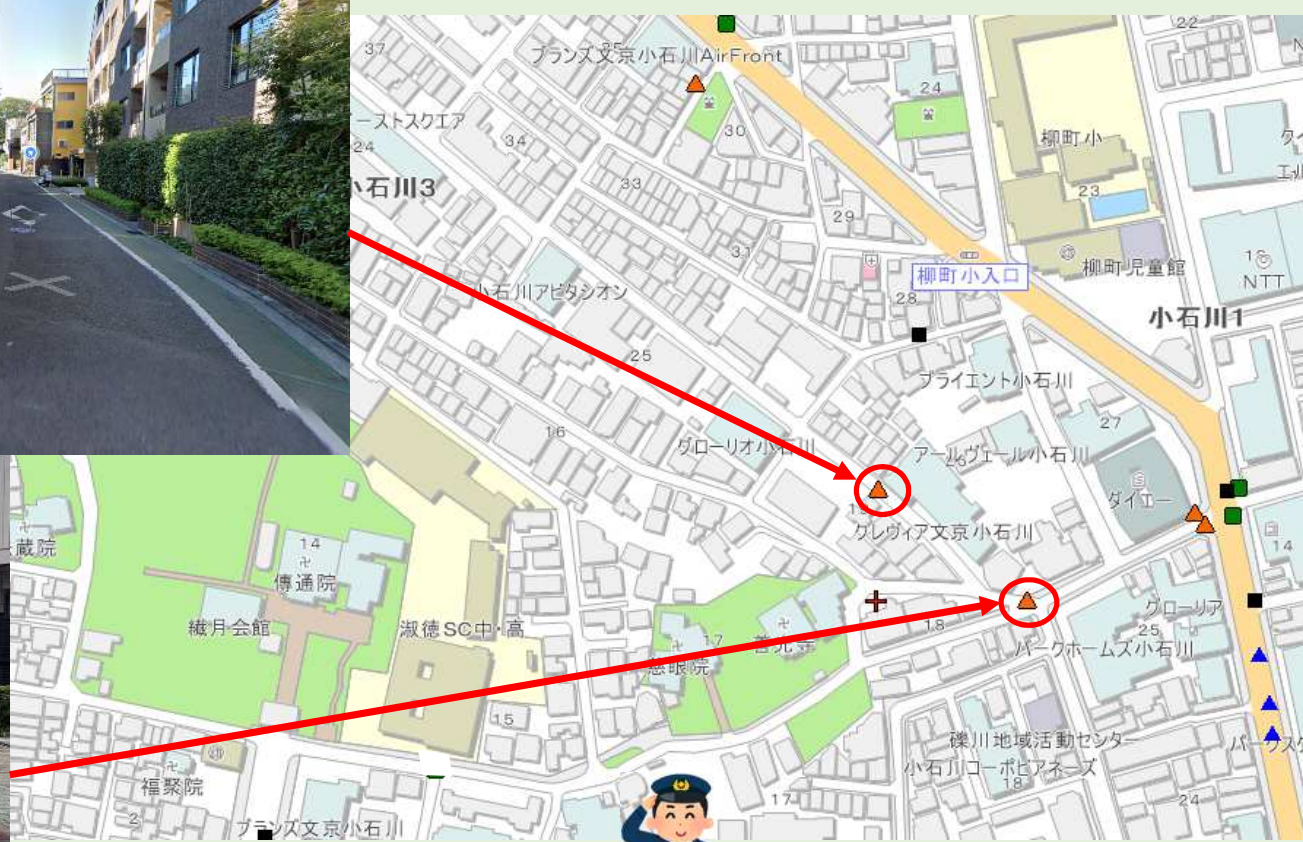 22
37
25
ブランズ文京小石川AirFront
24
ーストスクエア
30
柳町小
24
34
小石川3
33
23
29
31
柳町小入口
柳町児童館
18
NTT
小石川アビタシオン
28
小石川1
25
ブライエント小石川
27
16
グローリオ小石川
アールヴェール小石川
26
ダイエー
クレヴィア文京小石川
14
蔵院
14
傳通院
繊月会館
淑徳SC中・高
17
慈眼院
善光寺
18
グローリア
25
パークホームズ小石川
15
礫川地域活動センター
小石川コーポビアネーズ
18
福聚院
2
17
24
ブランズ文京小石川